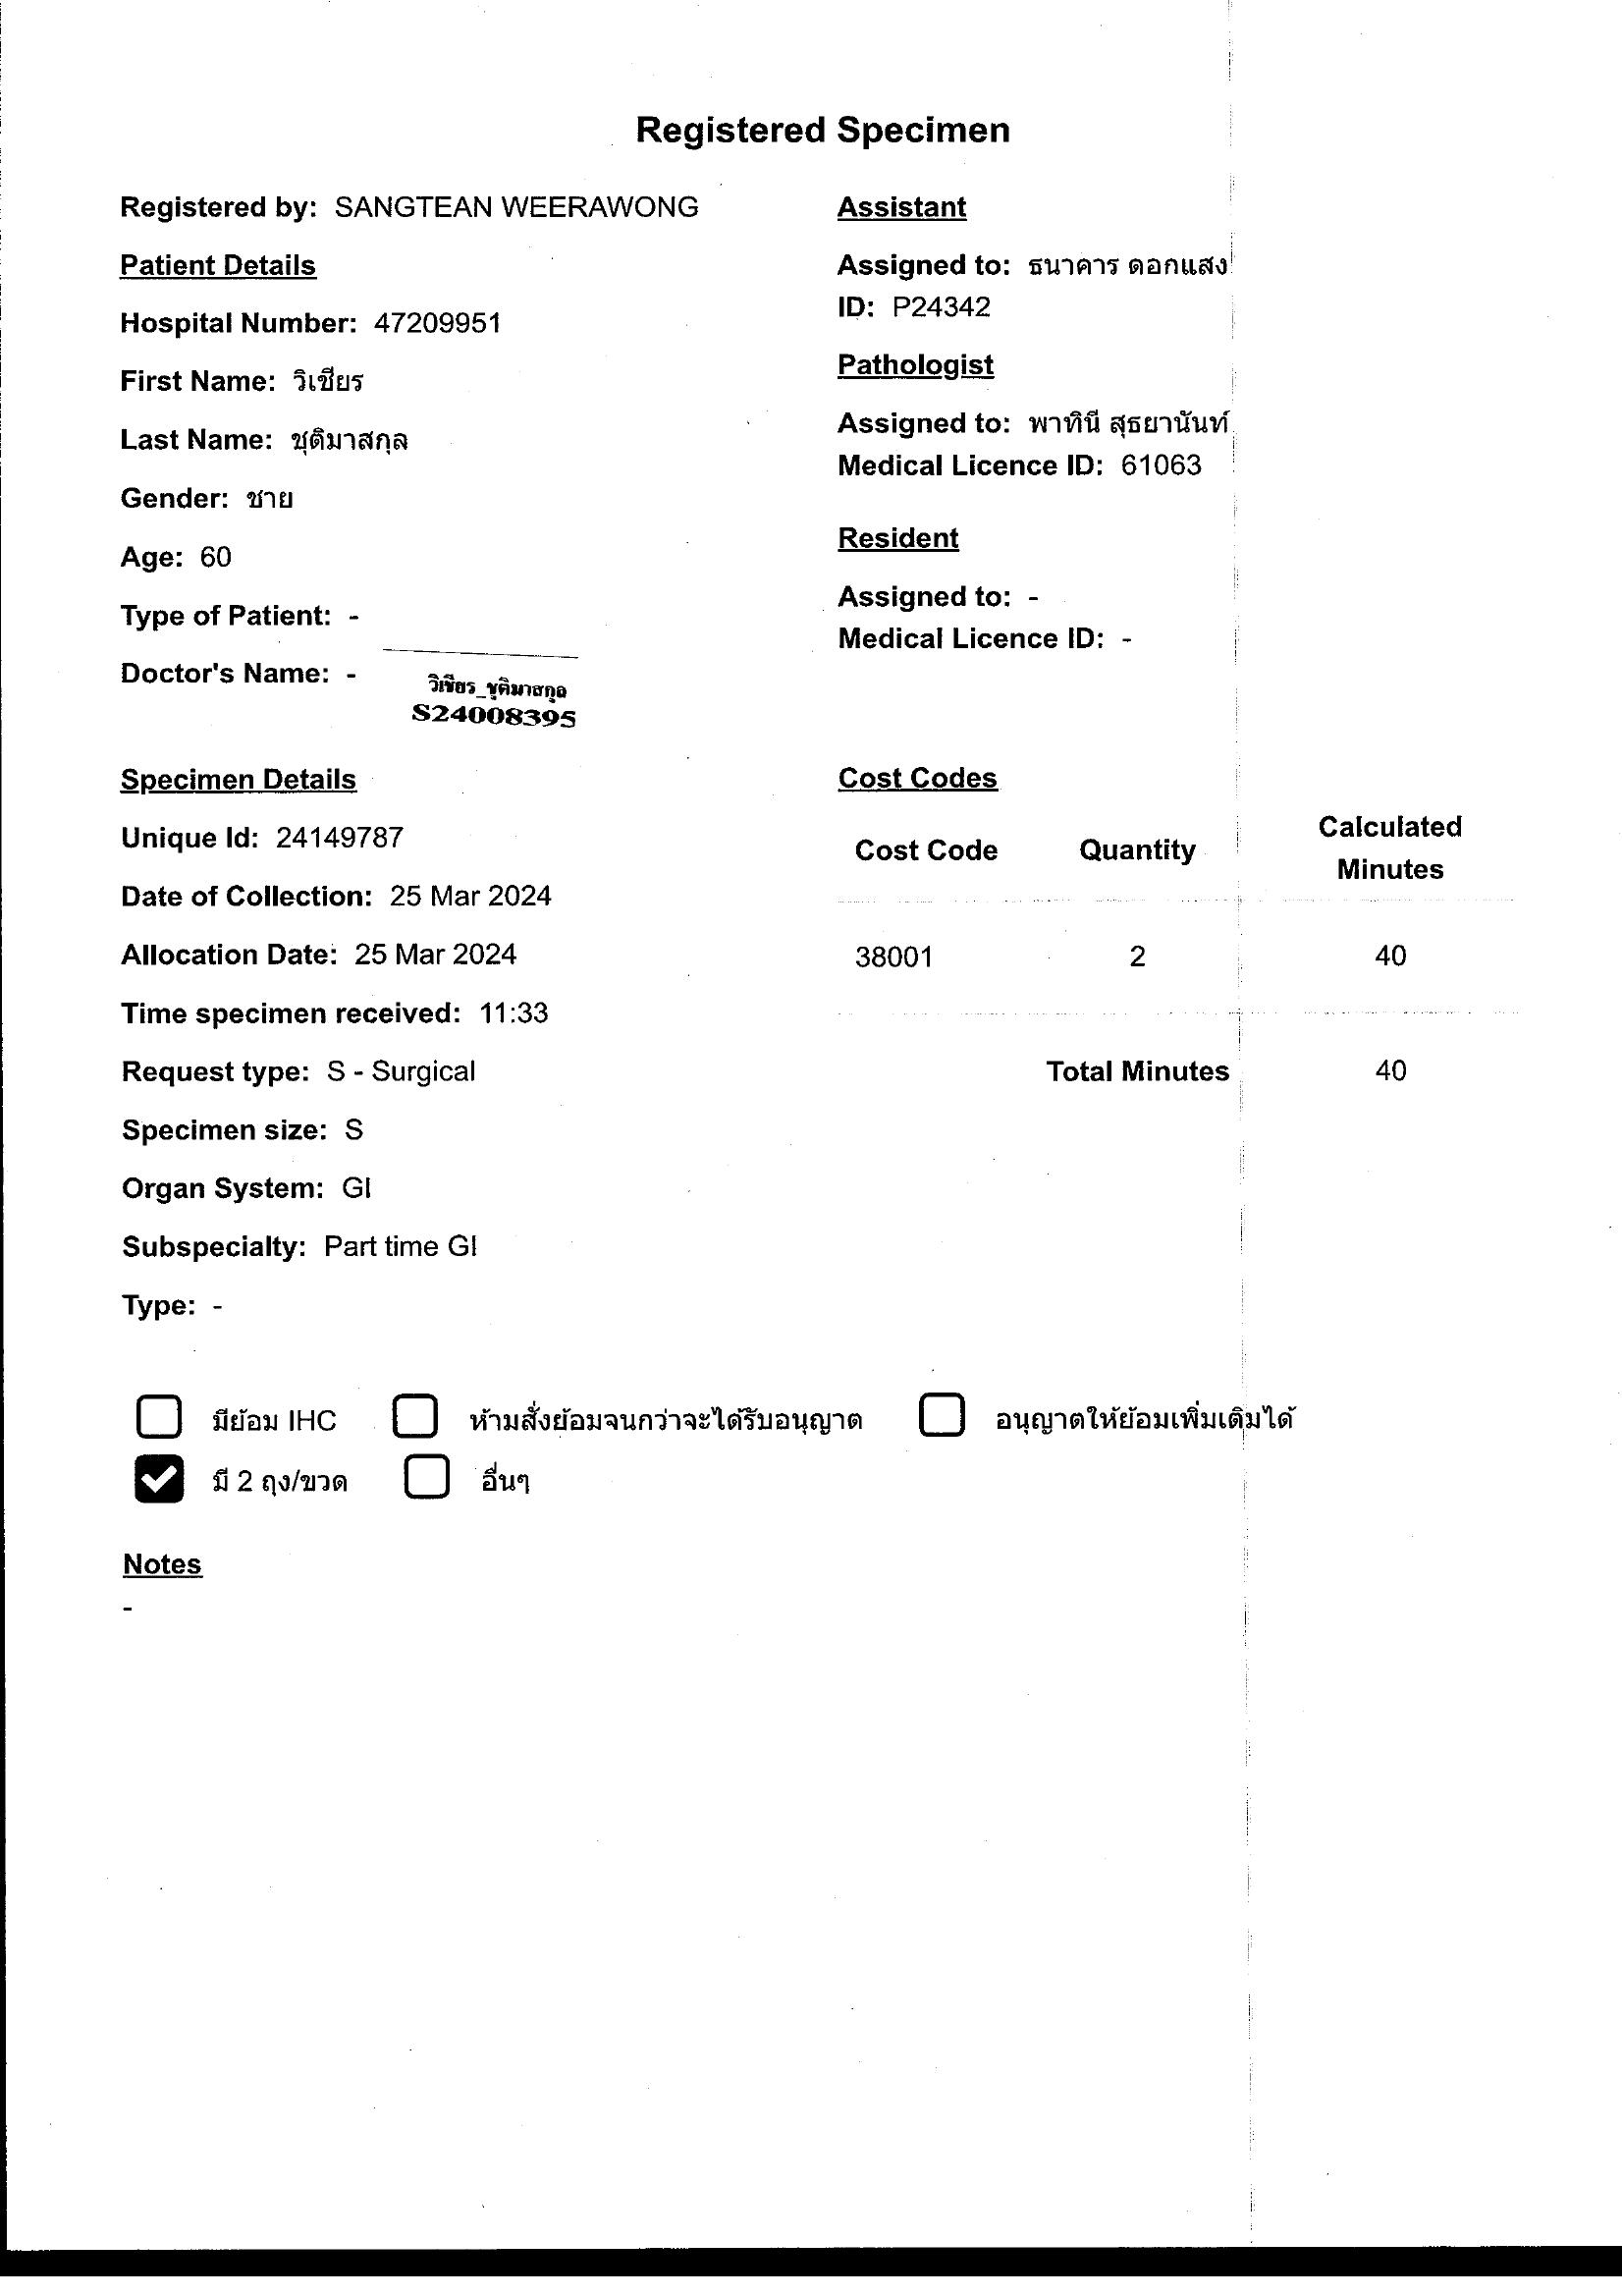 Registered Specimen
Registered by: SANGTEAN WEERAWONG
Patient Details
Hospital Number: 47209951
First Name: วิเชียร
Last Name: ชุติมาสกุล
Gender: ชาย
Age: 60
Type of Patient: -
Doctor's Name: -
วิเชียร_ชุติมาสกุล
S24008395
Assistant
Assigned to: ธนาคาร ดอกแสง
ID: P24342
Pathologist
Assigned to: พาทินี สุธยานันท์
Medical Licence ID: 61063
Resident
Assigned to: -
Medical Licence ID: -
Specimen Details
Unique Id: 24149787
Date of Collection: 25 Mar 2024
Allocation Date: 25 Mar 2024
Time specimen received: 11:33
Request type: S - Surgical
Specimen size: S
Organ System: GI
Subspecialty: Part time GI
Type: -
Cost Codes
Cost Code Quantity Calculated Minutes
38001 2 40
Total Minutes 40
มีย้อม IHC ห้ามสั่งย้อมจนกว่าจะได้รับอนุญาต อนุญาตให้ย้อมเพิ่มเติมได้
มี 2 ถุง/ขวด อื่นๆ
Notes
-